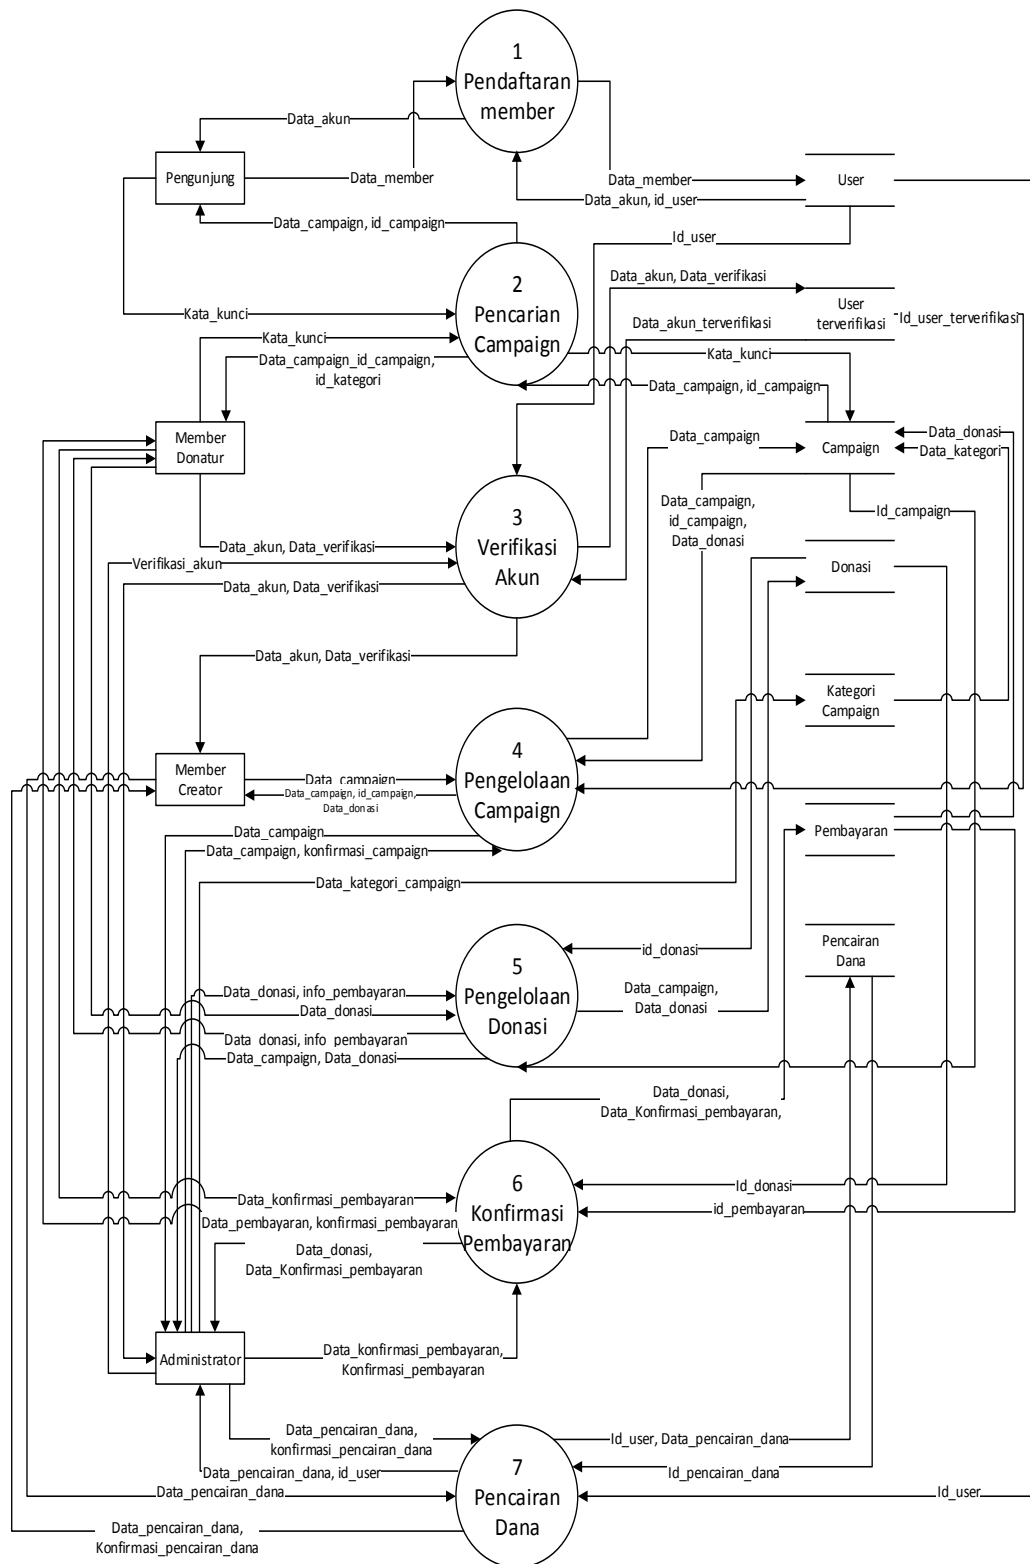 1
Pendaftaran
member
Data_akun
Pengunjung
Data_member
Data_member
User
Data_akun, id_user
Data_campaign, id_campaign
Id_user
2
Pencarian
Campaign
Data_akun, Data_verifikasi
User
terverifikasi
Id_user_terverifikasi
Kata_kunci
Data_akun_terverifikasi
Kata_kunci
Kata_kunci
Data_campaign_id_campaign,
id_kategori
Data_campaign, id_campaign
Member
Donatur
Data_campaign
Campaign
Data_donasi
Data_kategori
3
Verifikasi
Akun
Data_campaign,
id_campaign,
Data_donasi
Id_campaign
Data_akun, Data_verifikasi
Verifikasi_akun
Data_akun, Data_verifikasi
Donasi
Data_akun, Data_verifikasi
Kategori
Campaign
4
Pengelolaan
Campaign
Member
Creator
Data_campaign
Data_campaign, id_campaign,
Data_donasi
Data_campaign
Data_campaign, konfirmasi_campaign
Pembayaran
Data_kategori_campaign
5
Pengelolaan
Donasi
id_donasi
Pencairan
Dana
Data_donasi, info_pembayaran
Data_donasi
Data_campaign,
Data_donasi
Data_donasi, info_pembayaran
Data_campaign, Data_donasi
Data_donasi,
Data_Konfirmasi_pembayaran,
6
Konfirmasi
Pembayaran
Id_donasi
Data_konfirmasi_pembayaran
id_pembayaran
Data_pembayaran, konfirmasi_pembayaran
Data_donasi,
Data_Konfirmasi_pembayaran
Administrator
Data_konfirmasi_pembayaran,
Konfirmasi_pembayaran
Data_pencairan_dana,
konfirmasi_pencairan_dana
Id_user, Data_pencairan_dana
7
Pencairan
Dana
Data_pencairan_dana, id_user
Id_pencairan_dana
Data_pencairan_dana
Id_user
Data_pencairan_dana,
Konfirmasi_pencairan_dana